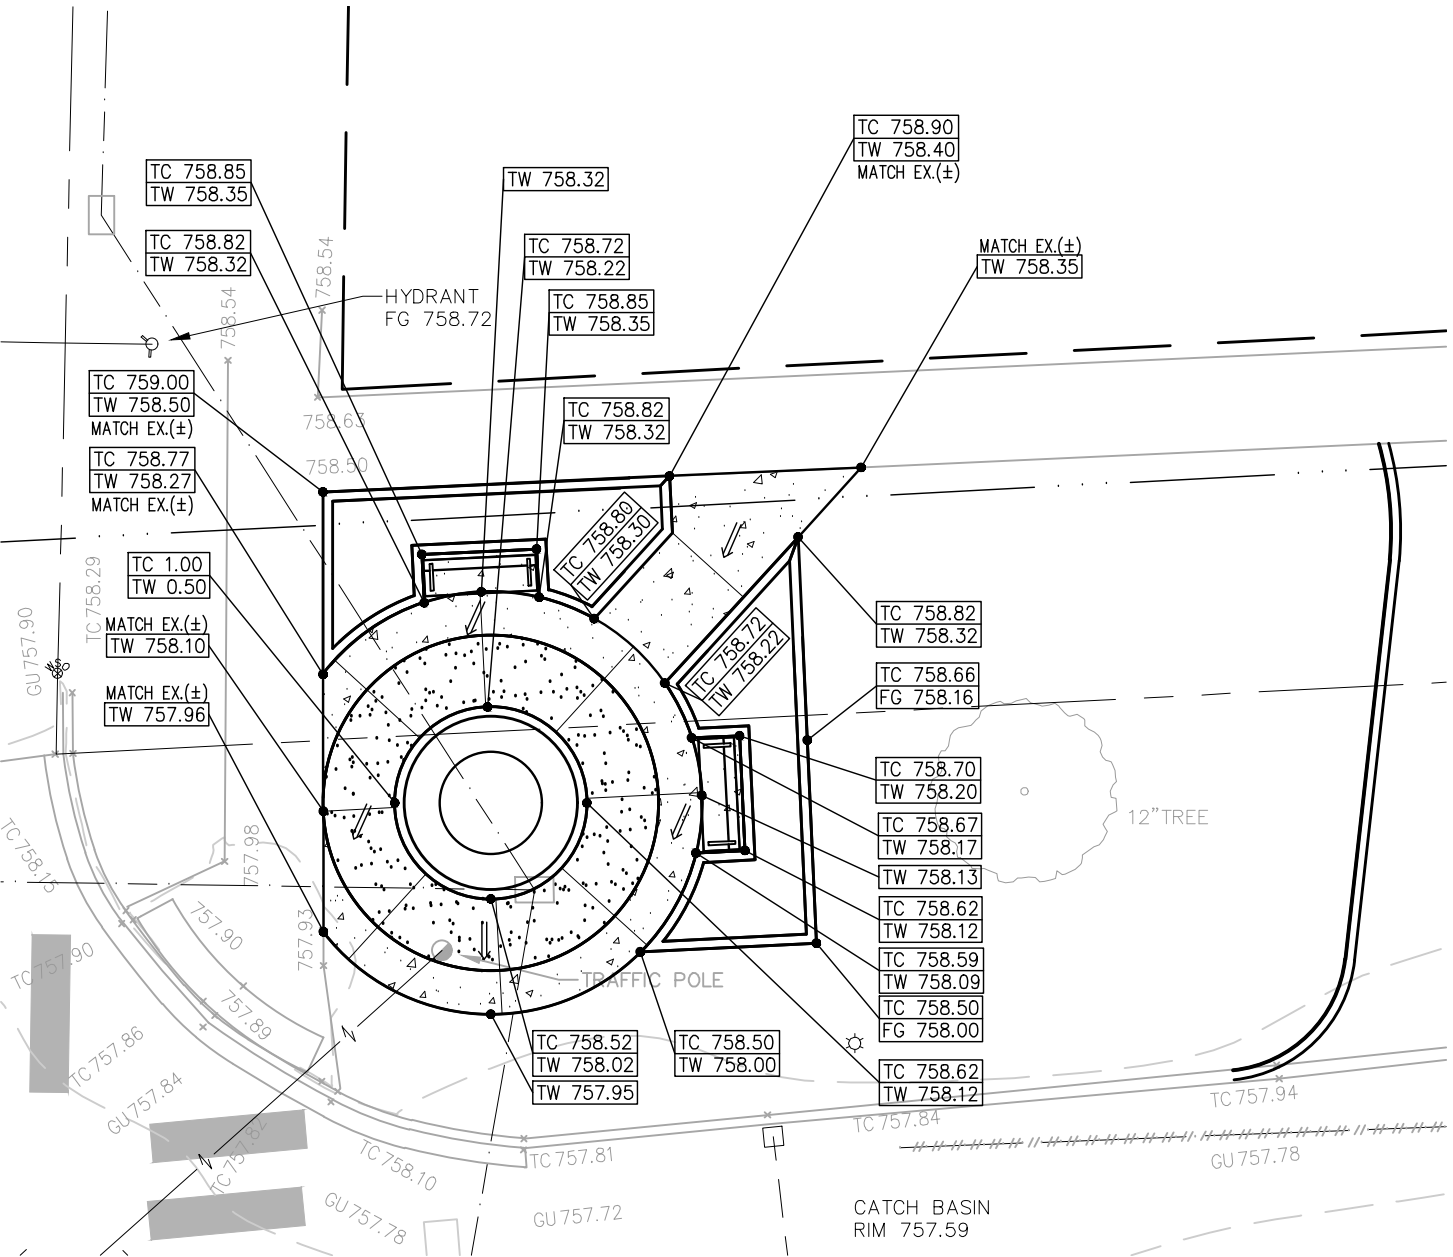 TC 758.90
TW 758.40
MATCH EX.(±)
TC 758.85
TW 758.35
TW 758.32
TC 758.82
TW 758.32
TC 758.72
TW 758.22
MATCH EX.(±)
TW 758.35
758.54
758.54
HYDRANT
FG 758.72
TC 758.85
TW 758.35
TC 759.00
TW 758.50
MATCH EX.(±)
758.63
TC 758.82
TW 758.32
TC 758.77
TW 758.27
MATCH EX.(±)
758.50
TC 758.80
TW 758.30
TC 758.29
TC 1.00
TW 0.50
GU 757.90
MATCH EX.(±)
TW 758.10
TC 758.72
TW 758.22
TC 758.82
TW 758.32
WSO
MATCH EX.(±)
TW 757.96
TC 758.66
FG 758.16
TC 758.70
TW 758.20
12"TREE
TC 758.67
TW 758.17
TC 758.15
757.98
TW 758.13
TC 758.62
TW 758.12
757.90
757.93
TC 757.90
TC 758.59
TW 758.09
TRAFFIC POLE
TC 758.50
FG 758.00
757.89
N
TC 757.86
TC 758.52
TW 758.02
TC 758.50
TW 758.00
TW 757.95
TC 758.62
TW 758.12
GU 757.84
TC 757.94
TC 757.84
N
TC 757.82
TC 758.10
TC 757.81
GU 757.78
GU 757.78
GU 757.72
CATCH BASIN
RIM 757.59